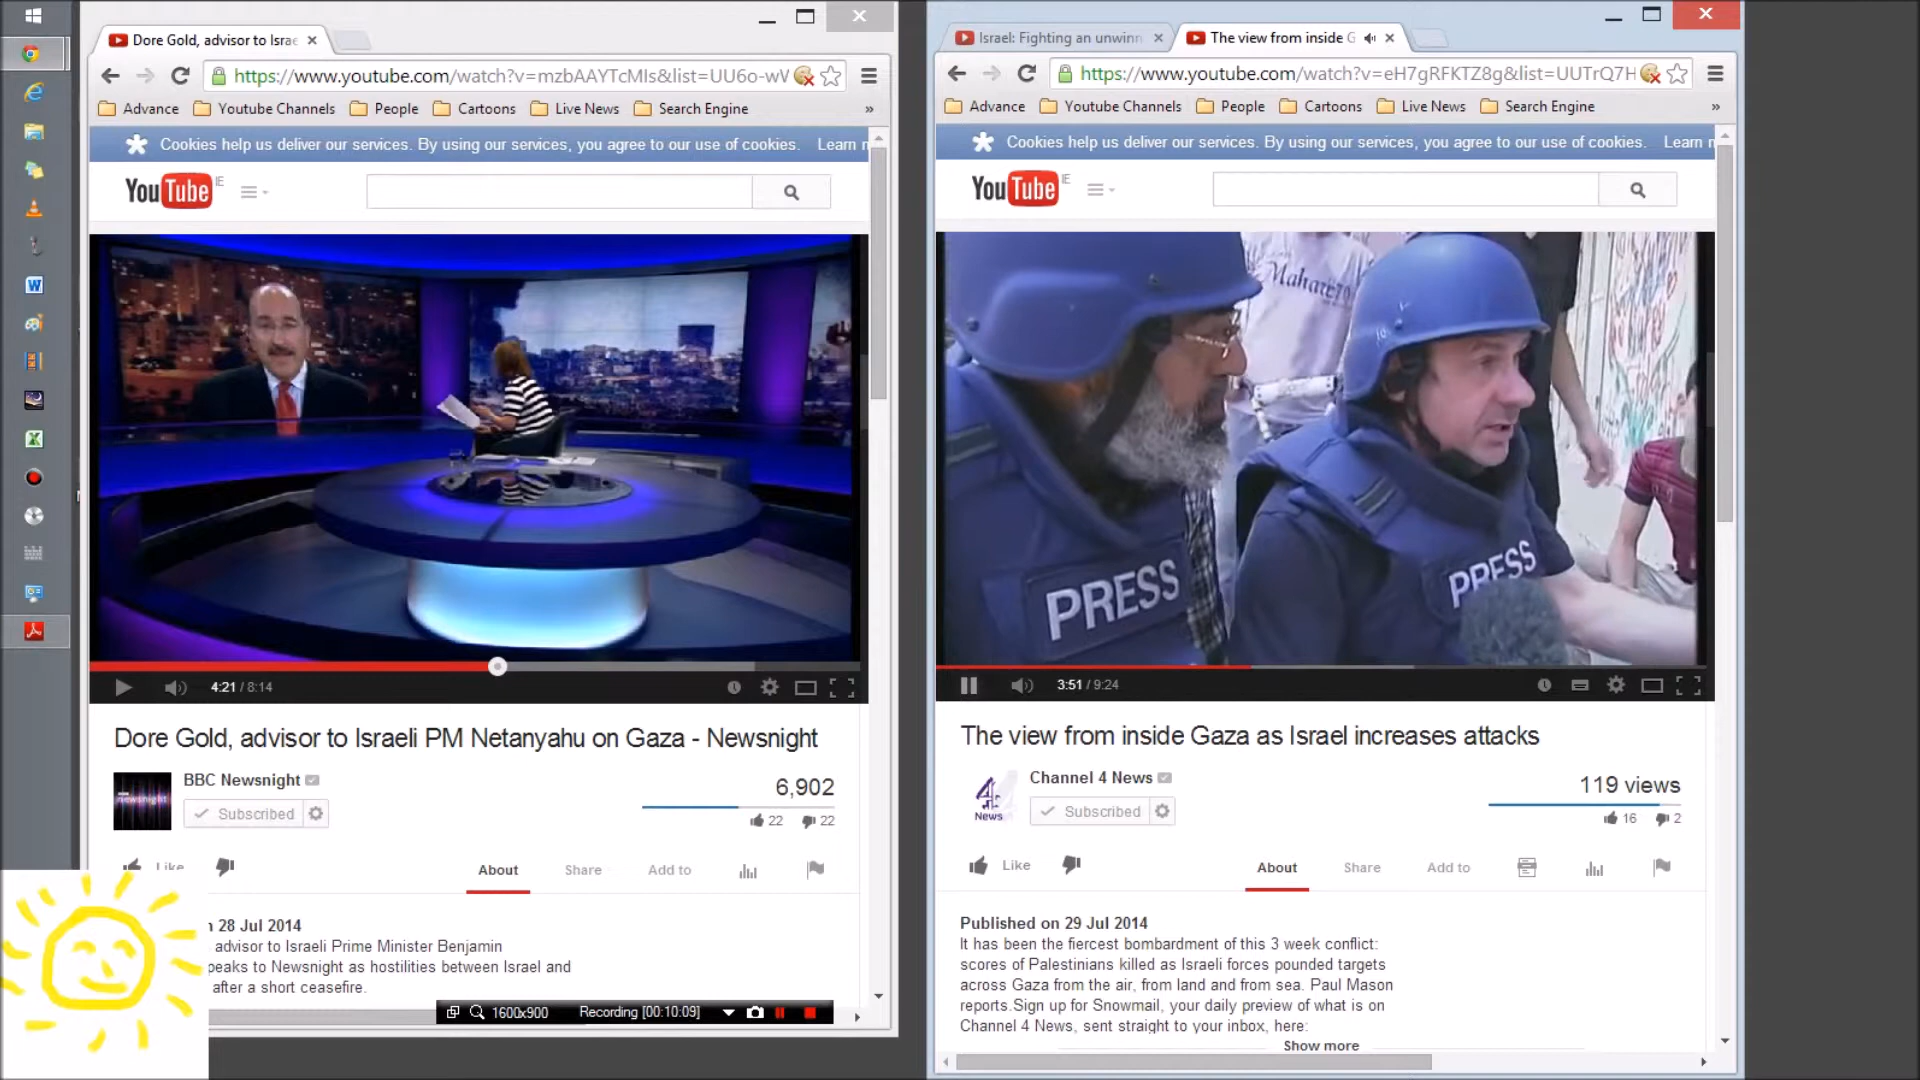 Dore Gold, advisor to Israe
https://www.youtube.com/watch?v=mzbAAYTcMIs&list=UU6o-wV
Advance
Youtube Channels
People
Cartoons
Live News
Search Engine
»
Cookies help us deliver our services. By using our services, you agree to our use of cookies. Learn
YouTube IE
4:21 / 8:14
Dore Gold, advisor to Israeli PM Netanyahu on Gaza - Newsnight
newsnight
BBC Newsnight
Subscribed
6,902
22
22
Like
About
Share
Add to
28 Jul 2014
advisor to Israeli Prime Minister Benjamin
peaks to Newsnight as hostilities between Israel and
after a short ceasefire.
1600x900
Recording [00:10:09]
Israel: Fighting an unwinn
The view from inside G
https://www.youtube.com/watch?v=eH7gRFKTZ8g&list=UUTrQ7H
Advance
Youtube Channels
People
Cartoons
Live News
Search Engine
»
Cookies help us deliver our services. By using our services, you agree to our use of cookies. Learn
YouTube IE
PRESS
PRESS
3:51 / 9:24
The view from inside Gaza as Israel increases attacks
4 News
Channel 4 News
Subscribed
119 views
16
2
Like
About
Share
Add to
Published on 29 Jul 2014
It has been the fiercest bombardment of this 3 week conflict:
scores of Palestinians killed as Israeli forces pounded targets
across Gaza from the air, from land and from sea. Paul Mason
reports.Sign up for Snowmail, your daily preview of what is on
Channel 4 News, sent straight to your inbox, here:
Show more